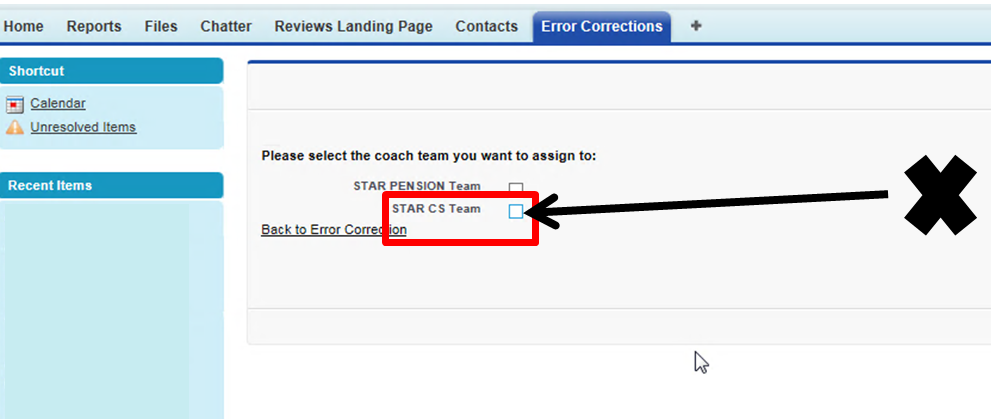 Home Reports Files Chatter Reviews Landing Page Contacts Error Corrections +
Shortcut
Calendar
Unresolved Items
Recent Items
Please select the coach team you want to assign to:
STAR PENSION Team
STAR CS Team
Back to Error Correction